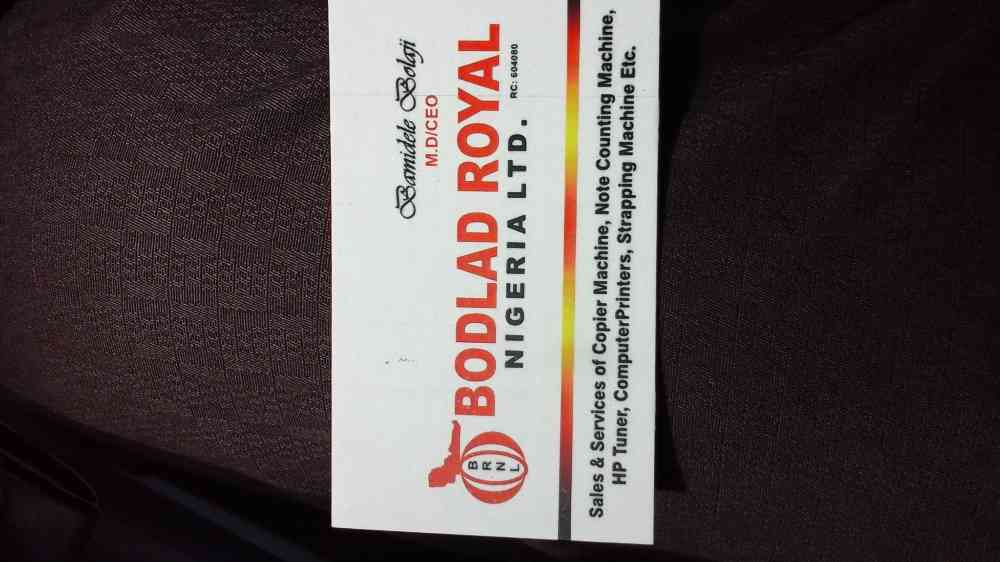 Bamidele Bolaji
M.D/CEO
BODLAD ROYAL
NIGERIA LTD.
RC: 604080
B
R
N
L
Sales & Services of Copier Machine, Note Counting Machine,
HP Tuner, ComputerPrinters, Strapping Machine Etc.